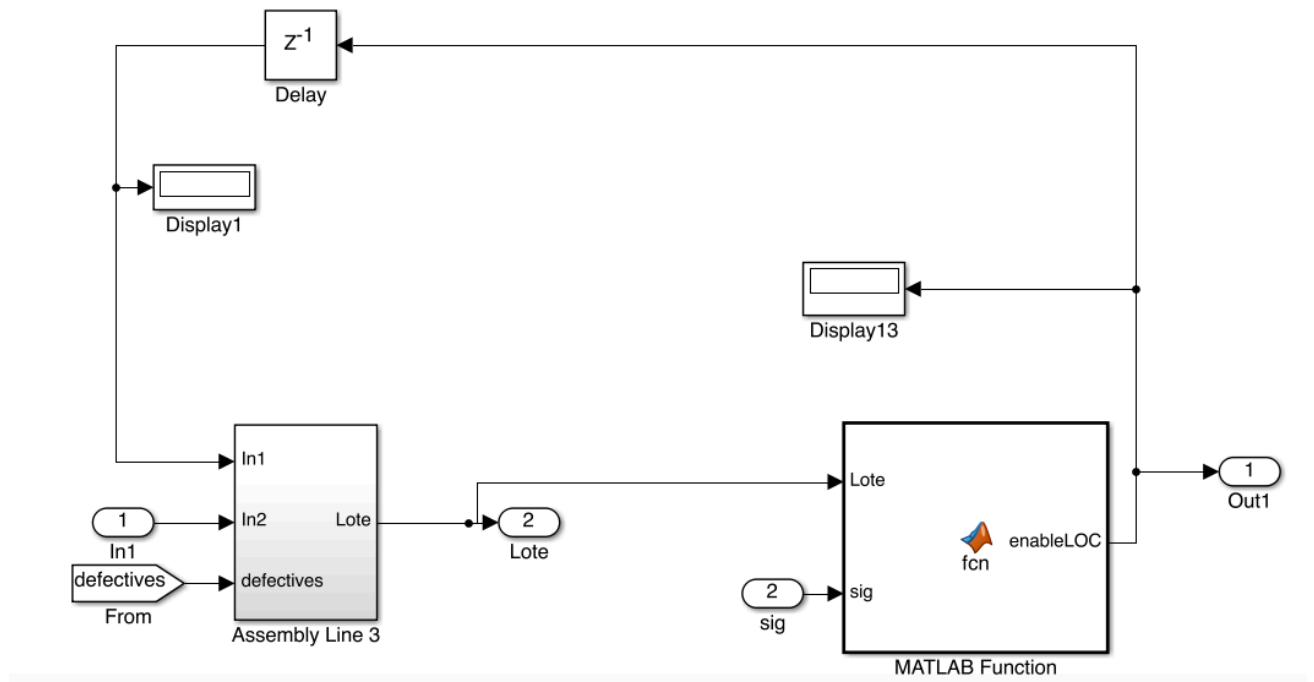 Z-1
Delay
Display1
Display13
In1
In2
defectives
Lote
Assembly Line 3
1
In1
defectives
From
2
Lote
2
sig
Lote
sig
fcn
enableLOC
MATLAB Function
1
Out1